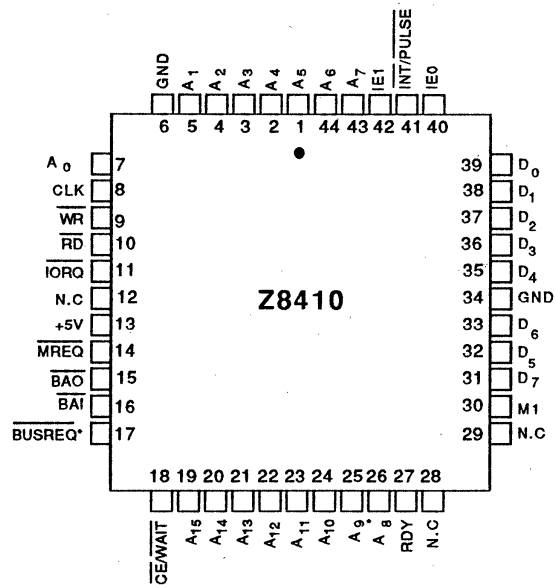 GND A1 A2 A3 A4 A5 A6 A7 IE1 INT/PULSE IE0
6 5 4 3 2 1 44 43 42 41 40
A0 7
CLK 8
WR 9
RD 10
IORQ 11
N.C 12
+5V 13
MREQ 14
BAO 15
BAI 16
BUSREQ* 17
Z8410
39 D0
38 D1
37 D2
36 D3
35 D4
34 GND
33 D6
32 D5
31 D7
30 M1
29 N.C
18 19 20 21 22 23 24 25 26 27 28
CE/WAIT A15 A14 A13 A12 A11 A10 A9* A8 RDY N.C